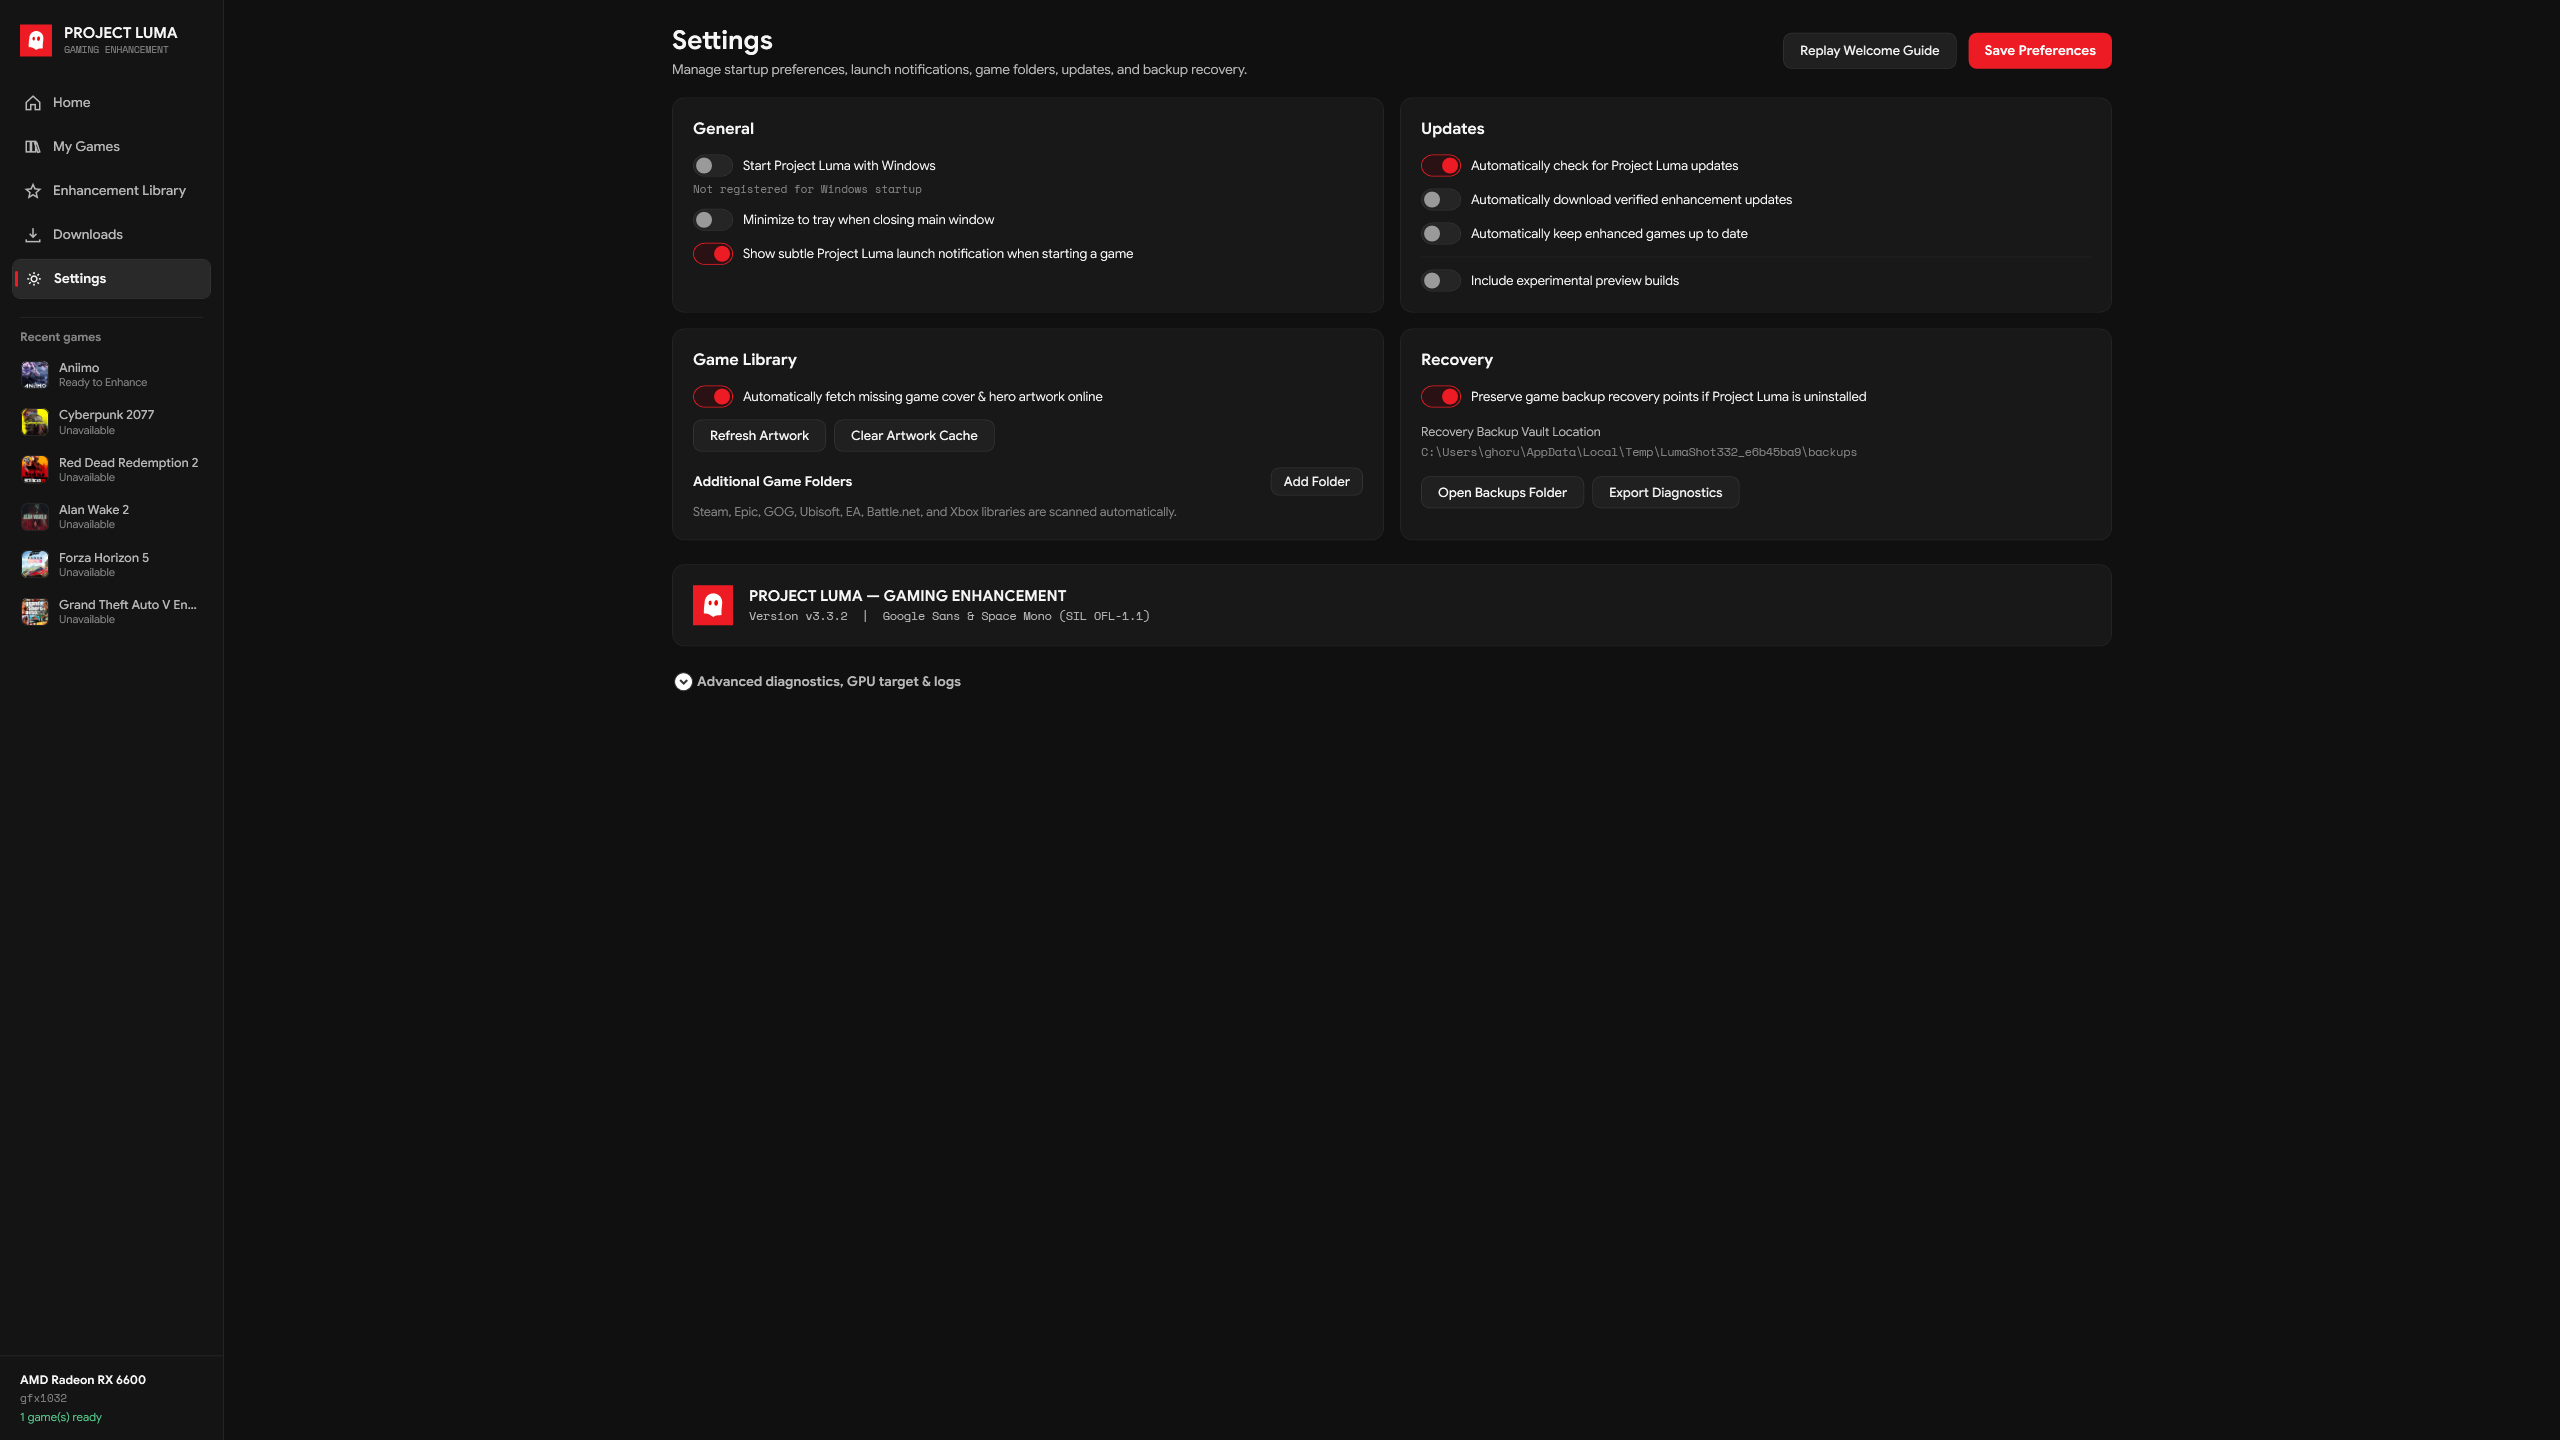 PROJECT LUMA
GAMING ENHANCEMENT
Home
My Games
Enhancement Library
Downloads
Settings
Recent games
Aniimo
Ready to Enhance
Cyberpunk 2077
Unavailable
Red Dead Redemption 2
Unavailable
Alan Wake 2
Unavailable
Forza Horizon 5
Unavailable
Grand Theft Auto V En...
Unavailable
AMD Radeon RX 6600
gfx1032
1 game(s) ready
Settings
Manage startup preferences, launch notifications, game folders, updates, and backup recovery.
Replay Welcome Guide
Save Preferences
General
Start Project Luma with Windows
Not registered for Windows startup
Minimize to tray when closing main window
Show subtle Project Luma launch notification when starting a game
Updates
Automatically check for Project Luma updates
Automatically download verified enhancement updates
Automatically keep enhanced games up to date
Include experimental preview builds
Game Library
Automatically fetch missing game cover & hero artwork online
Refresh Artwork
Clear Artwork Cache
Additional Game Folders
Add Folder
Steam, Epic, GOG, Ubisoft, EA, Battle.net, and Xbox libraries are scanned automatically.
Recovery
Preserve game backup recovery points if Project Luma is uninstalled
Recovery Backup Vault Location
C:\Users\ghoru\AppData\Local\Temp\LumaShot332_e6b45ba9\backups
Open Backups Folder
Export Diagnostics
PROJECT LUMA — GAMING ENHANCEMENT
Version v3.3.2 | Google Sans & Space Mono (SIL OFL-1.1)
Advanced diagnostics, GPU target & logs